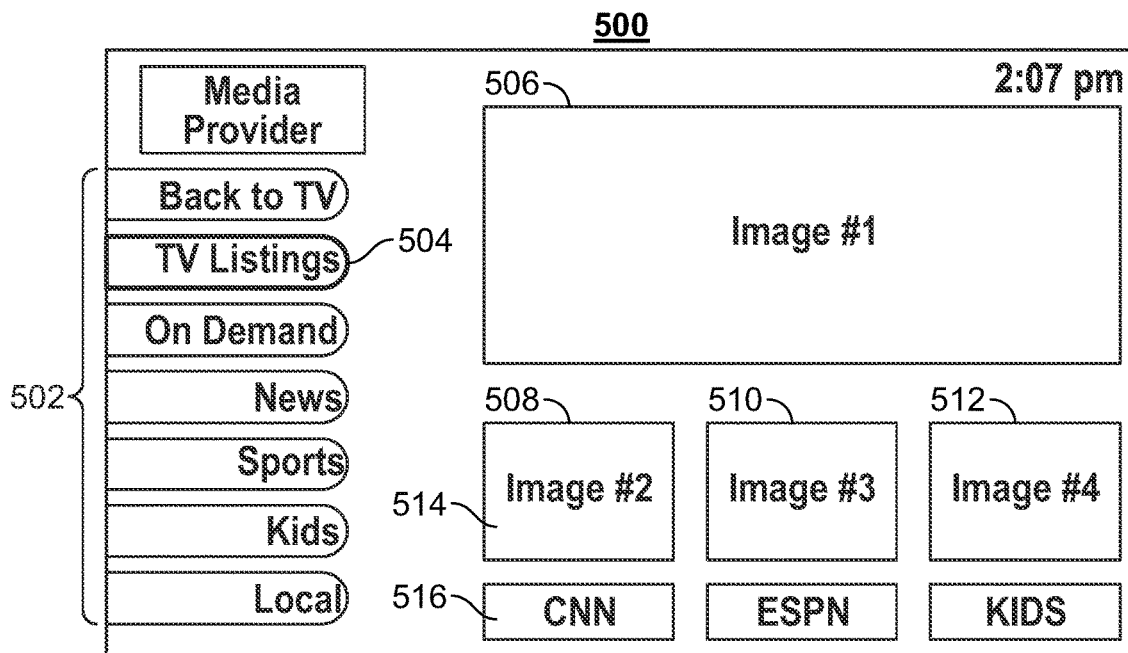 500
2:07 pm
Media
Provider
506
Image #1
502
Back to TV
TV Listings
504
On Demand
News
Sports
Kids
Local
508
510
512
Image #2
Image #3
Image #4
514
516
CNN
ESPN
KIDS